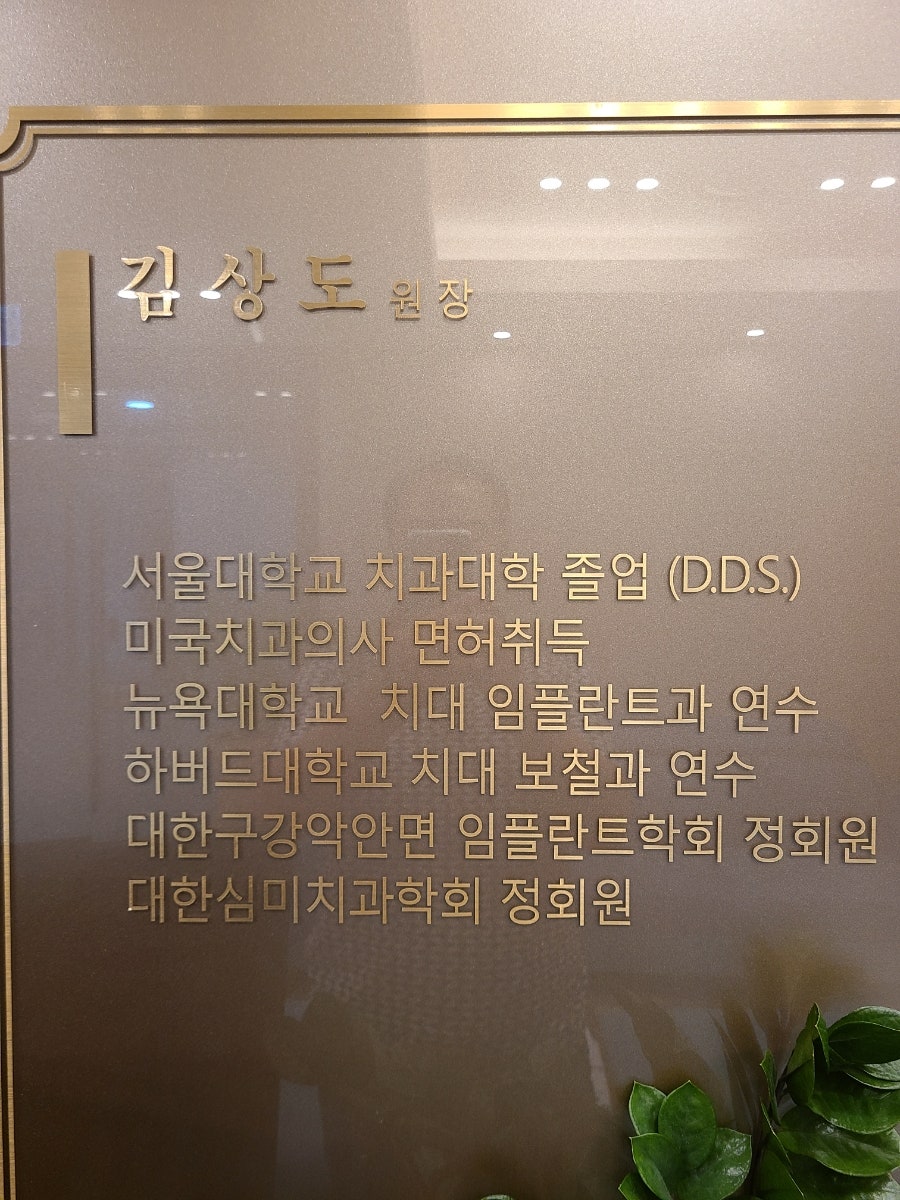 김상도 원장
서울대학교 치과대학 졸업 (D.D.S.)
미국치과의사 면허취득
뉴욕대학교 치대 임플란트과 연수
하버드대학교 치대 보철과 연수
대한구강악안면 임플란트학회 정회원
대한심미치과학회 정회원